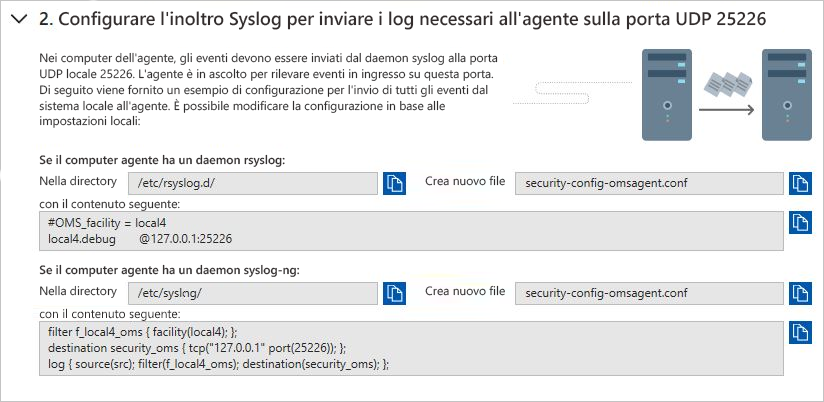 2. Configurare l'inoltro Syslog per inviare i log necessari all'agente sulla porta UDP 25226
Nei computer dell'agente, gli eventi devono essere inviati dal daemon syslog alla porta
UDP locale 25226. L'agente è in ascolto per rilevare eventi in ingresso su questa porta.
Di seguito viene fornito un esempio di configurazione per l'invio di tutti gli eventi dal
sistema locale all'agente. È possibile modificare la configurazione in base alle
impostazioni locali:
Se il computer agente ha un daemon rsyslog:
Nella directory /etc/rsyslog.d/ Crea nuovo file security-config-omsagent.conf
con il contenuto seguente:
#OMS_facility = local4
local4.debug @127.0.0.1:25226
Se il computer agente ha un daemon syslog-ng:
Nella directory /etc/syslng/ Crea nuovo file security-config-omsagent.conf
con il contenuto seguente:
filter f_local4_oms { facility(local4); };
destination security_oms { tcp("127.0.0.1" port(25226)); };
log { source(src); filter(f_local4_oms); destination(security_oms); };